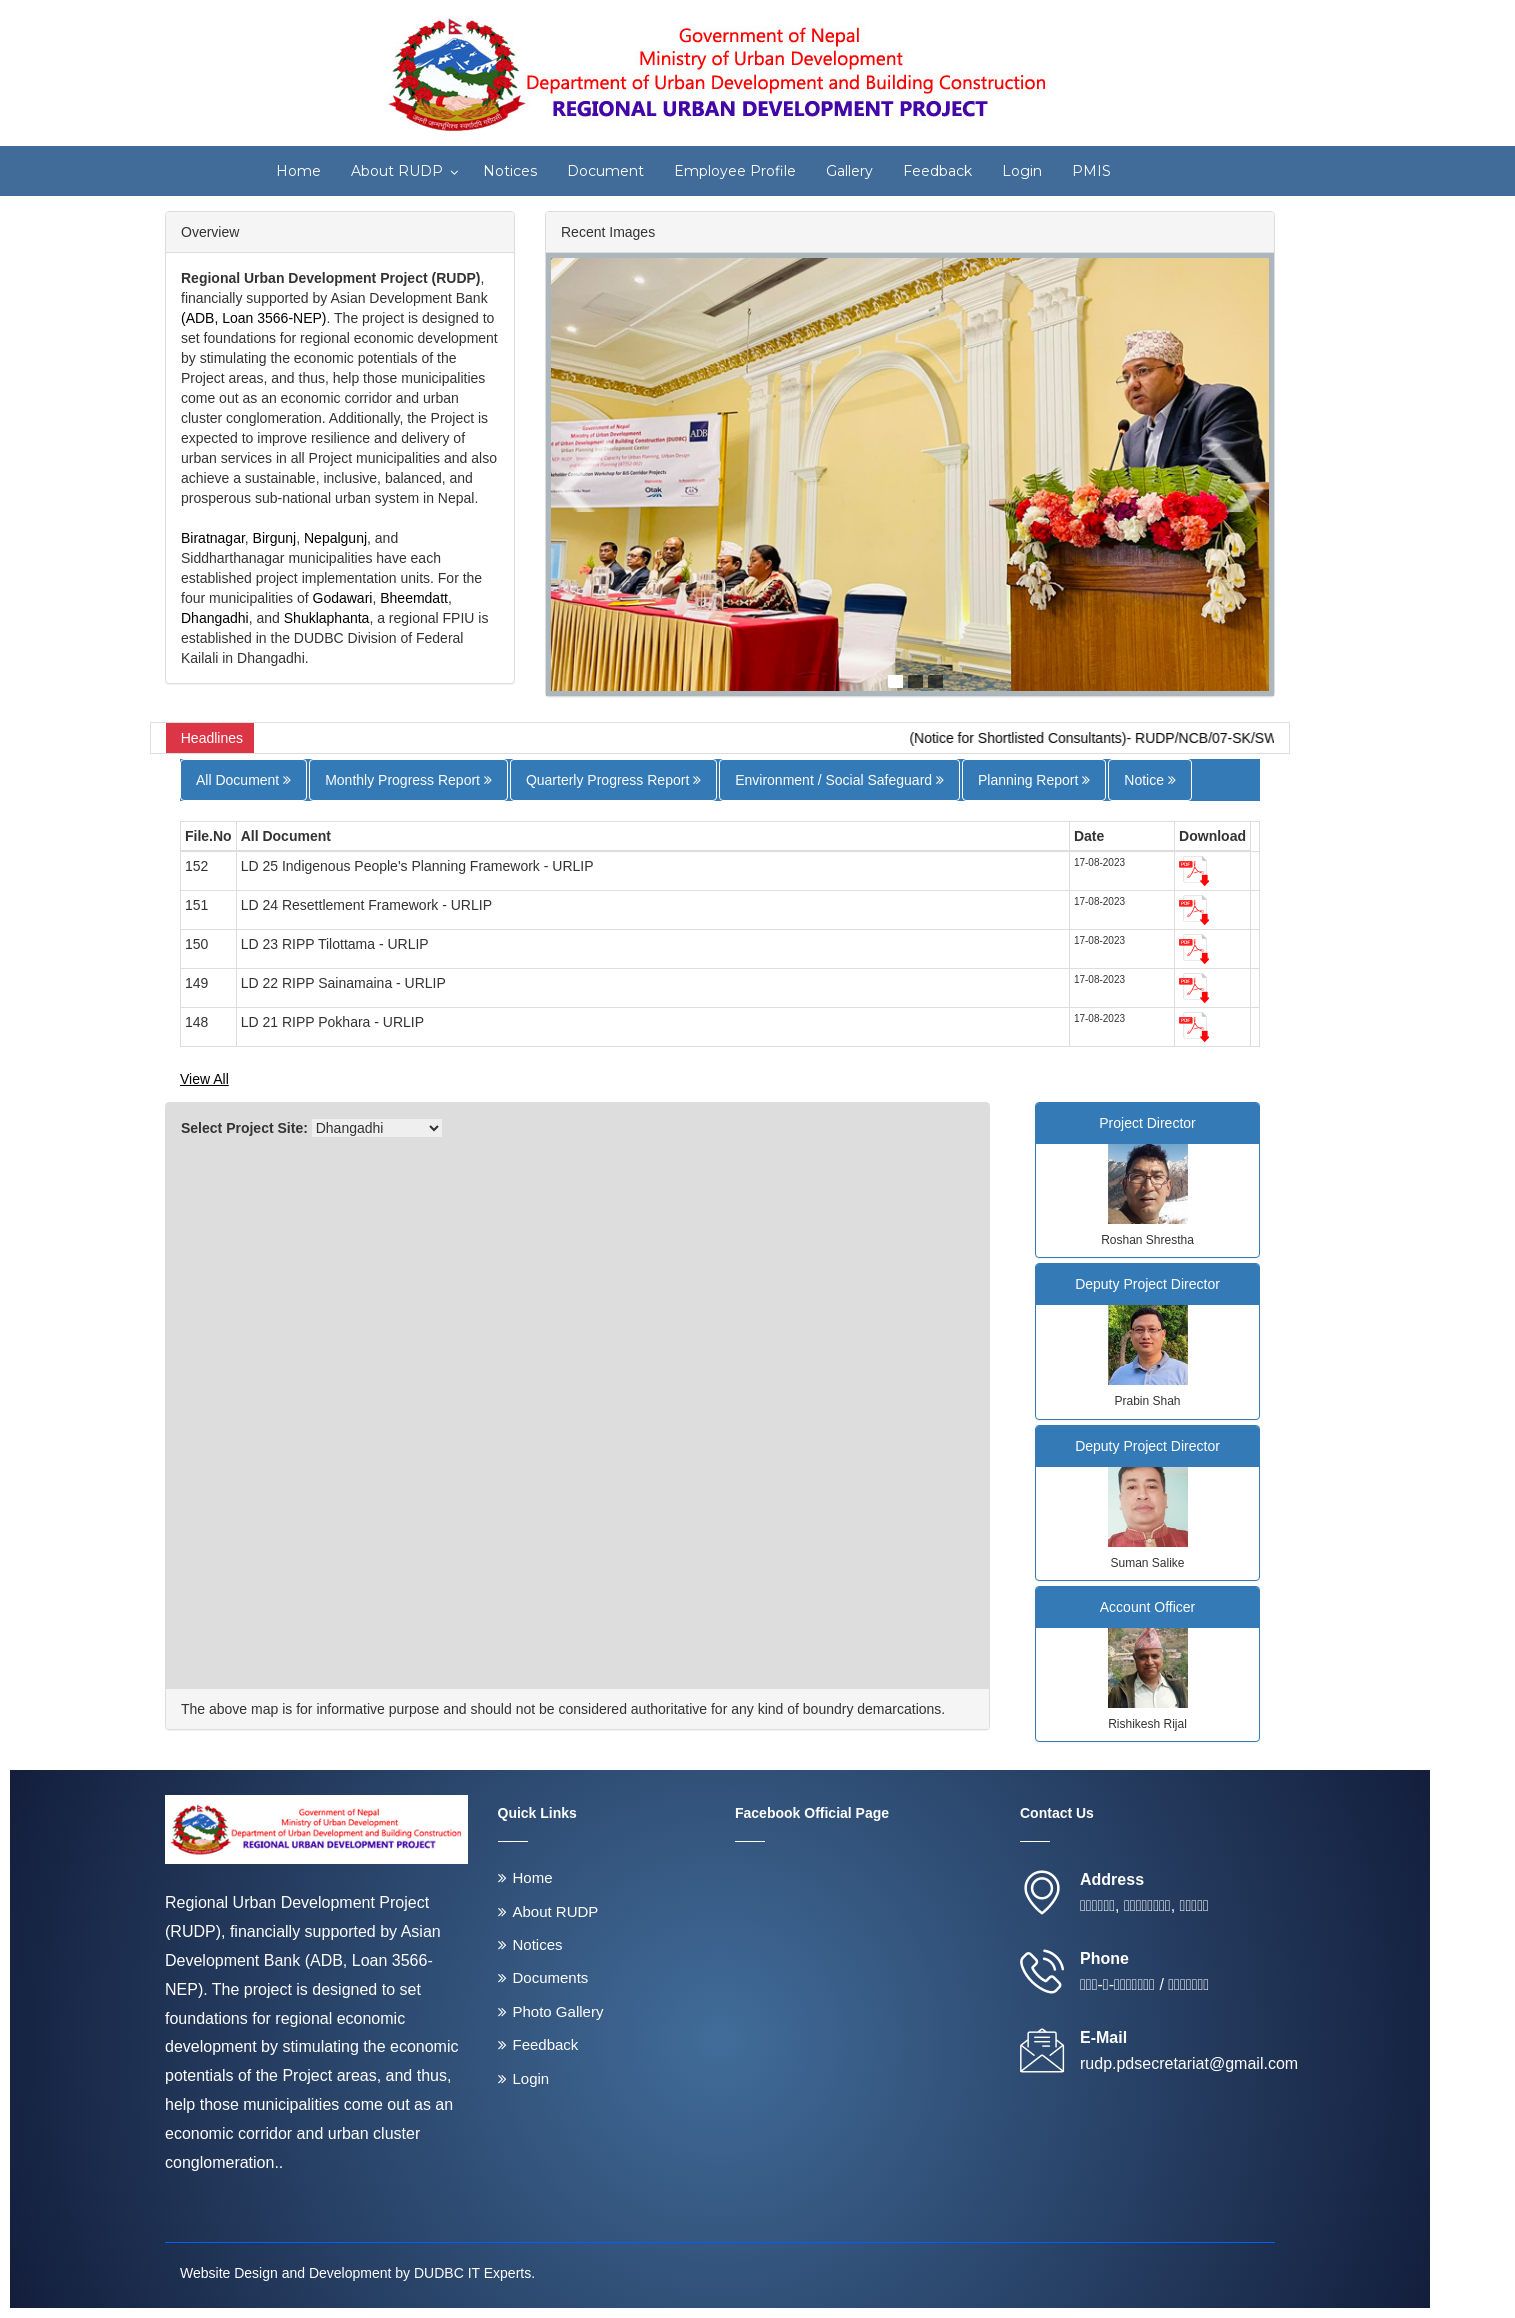 Government of Nepal
Ministry of Urban Development
Department of Urban Development and Building Construction
REGIONAL URBAN DEVELOPMENT PROJECT
Home About RUDP Notices Document Employee Profile Gallery Feedback Login PMIS
Overview
Regional Urban Development Project (RUDP),
financially supported by Asian Development Bank
(ADB, Loan 3566-NEP). The project is designed to
set foundations for regional economic development
by stimulating the economic potentials of the
Project areas, and thus, help those municipalities
come out as an economic corridor and urban
cluster conglomeration. Additionally, the Project is
expected to improve resilience and delivery of
urban services in all Project municipalities and also
achieve a sustainable, inclusive, balanced, and
prosperous sub-national urban system in Nepal.
Biratnagar, Birgunj, Nepalgunj, and
Siddharthanagar municipalities have each
established project implementation units. For the
four municipalities of Godawari, Bheemdatt,
Dhangadhi, and Shuklaphanta, a regional FPIU is
established in the DUDBC Division of Federal
Kailali in Dhangadhi.
Recent Images
Government of Nepal
Ministry of Urban Development
of Urban Development and Building Construction (DUDBC)
ADB
Otak
Headlines
(Notice for Shortlisted Consultants)- RUDP/NCB/07-SK/SW
All Document » Monthly Progress Report » Quarterly Progress Report » Environment / Social Safeguard » Planning Report » Notice »
File.No All Document Date Download
152 LD 25 Indigenous People's Planning Framework - URLIP 17-08-2023
151 LD 24 Resettlement Framework - URLIP 17-08-2023
150 LD 23 RIPP Tilottama - URLIP 17-08-2023
149 LD 22 RIPP Sainamaina - URLIP 17-08-2023
148 LD 21 RIPP Pokhara - URLIP 17-08-2023
View All
Select Project Site: Dhangadhi
The above map is for informative purpose and should not be considered authoritative for any kind of boundry demarcations.
Project Director
Roshan Shrestha
Deputy Project Director
Prabin Shah
Deputy Project Director
Suman Salike
Account Officer
Rishikesh Rijal
Government of Nepal
Ministry of Urban Development
Department of Urban Development and Building Construction
REGIONAL URBAN DEVELOPMENT PROJECT
Regional Urban Development Project
(RUDP), financially supported by Asian
Development Bank (ADB, Loan 3566-
NEP). The project is designed to set
foundations for regional economic
development by stimulating the economic
potentials of the Project areas, and thus,
help those municipalities come out as an
economic corridor and urban cluster
conglomeration..
Quick Links
» Home
» About RUDP
» Notices
» Documents
» Photo Gallery
» Feedback
» Login
Facebook Official Page
Contact Us
Address
Phone
E-Mail
rudp.pdsecretariat@gmail.com
Website Design and Development by DUDBC IT Experts.